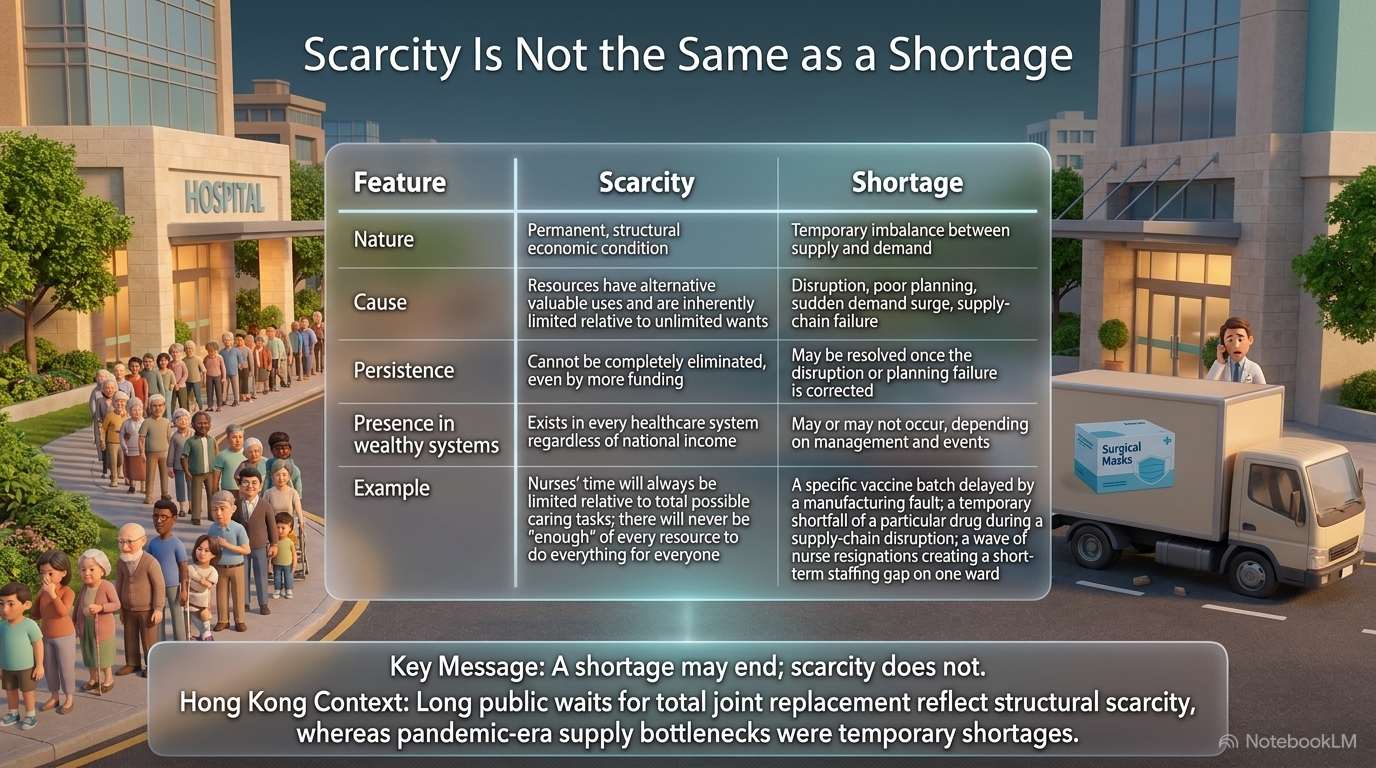 Scarcity Is Not the Same as a Shortage
HOSPITAL
Feature
Scarcity
Shortage
Nature
Permanent, structural
economic condition
Temporary imbalance between
supply and demand
Cause
Resources have alternative
valuable uses and are inherently
limited relative to unlimited wants
Disruption, poor planning,
sudden demand surge, supply-
chain failure
Persistence
Cannot be completely eliminated,
even by more funding
May be resolved once the
disruption or planning failure
is corrected
Presence in
wealthy systems
Exists in every healthcare system
regardless of national income
May or may not occur, depending
on management and events
Example
Nurses’ time will always be
limited relative to total possible
caring tasks; there will never be
“enough” of every resource to
do everything for everyone
A specific vaccine batch delayed by
a manufacturing fault; a temporary
shortfall of a particular drug during a
supply-chain disruption; a wave of
nurse resignations creating a short-
term staffing gap on one ward
Surgical
Masks
Key Message: A shortage may end; scarcity does not.
Hong Kong Context: Long public waits for total joint replacement reflect structural scarcity,
whereas pandemic-era supply bottlenecks were temporary shortages.
NotebookLM